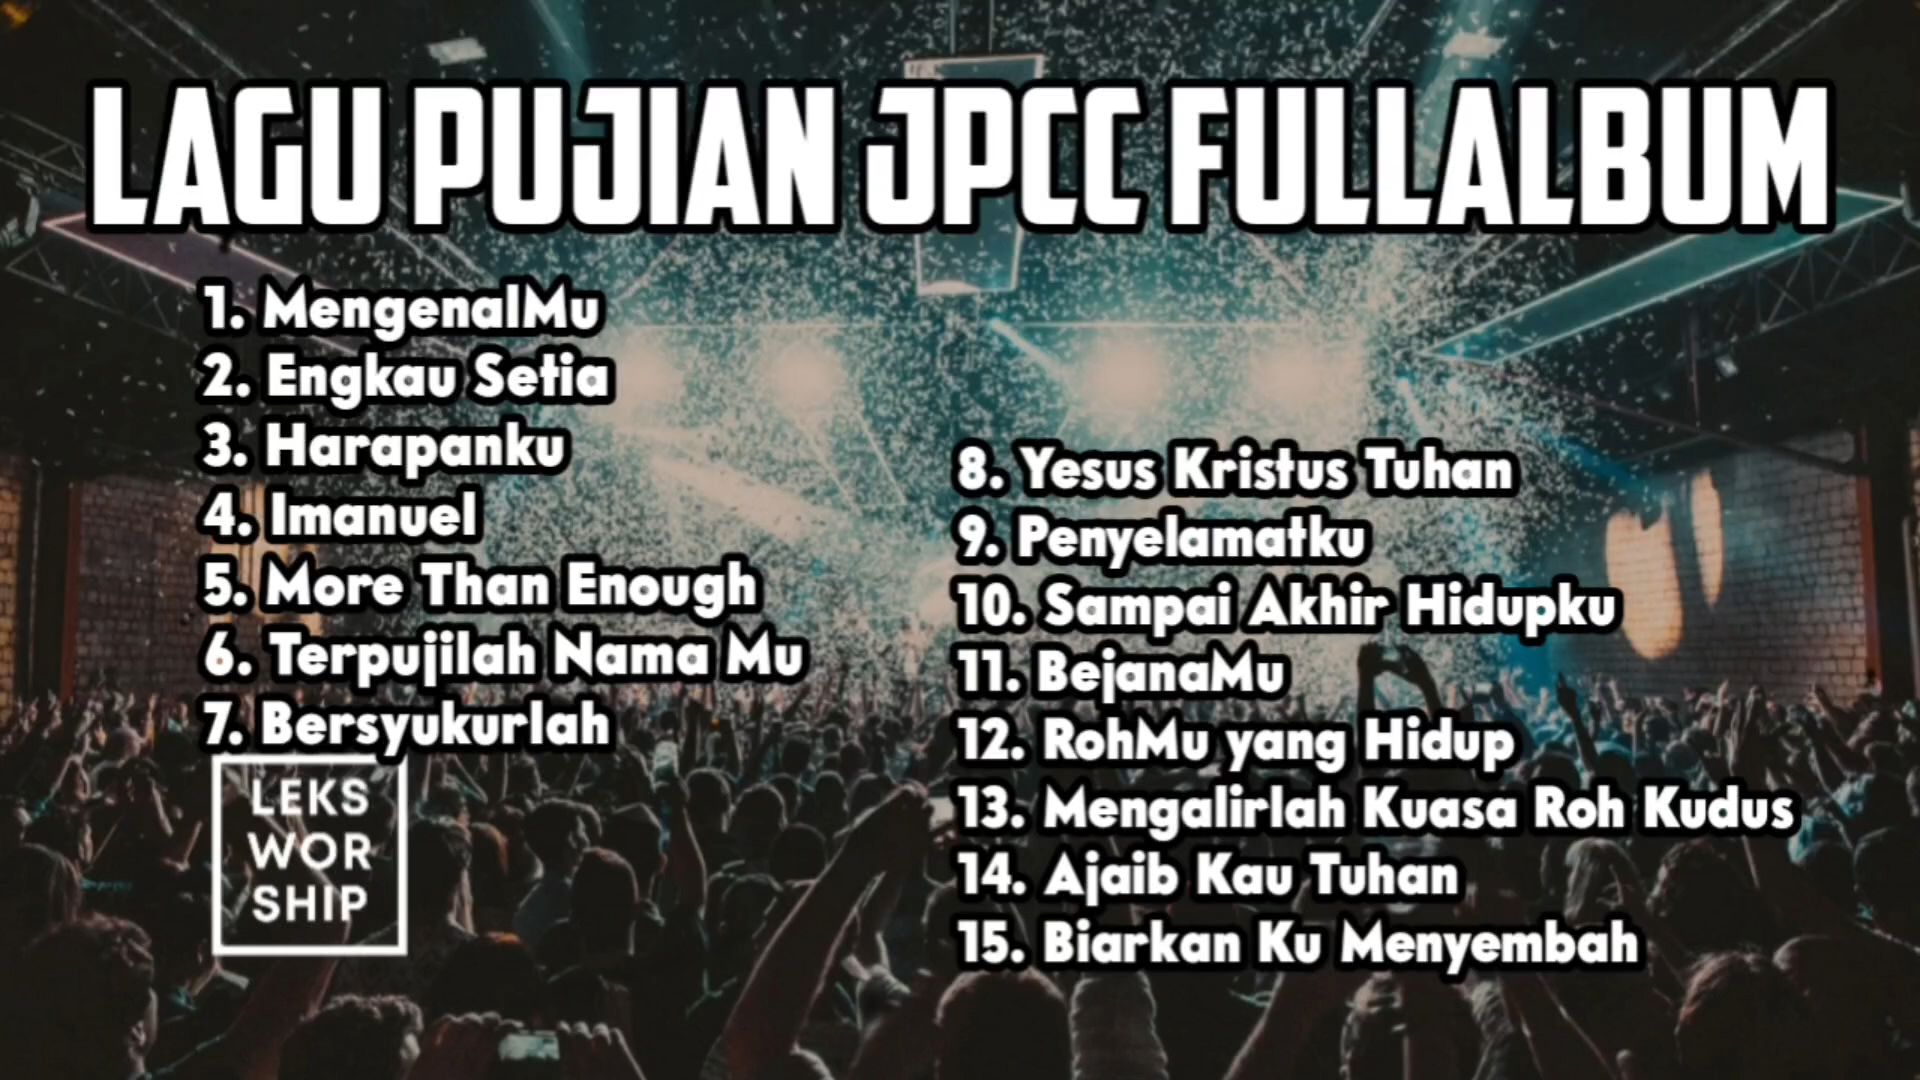 LAGU PUJIAN JPCC FULLALBUM
1. MengenalMu
2. Engkau Setia
3. Harapanku
4. Imanuel
5. More Than Enough
6. Terpujilah Nama Mu
7. Bersyukurlah
LEKS
WOR
SHIP
8. Yesus Kristus Tuhan
9. Penyelamatku
10. Sampai Akhir Hidupku
11. BejanaMu
12. RohMu yang Hidup
13. Mengalirlah Kuasa Roh Kudus
14. Ajaib Kau Tuhan
15. Biarkan Ku Menyembah